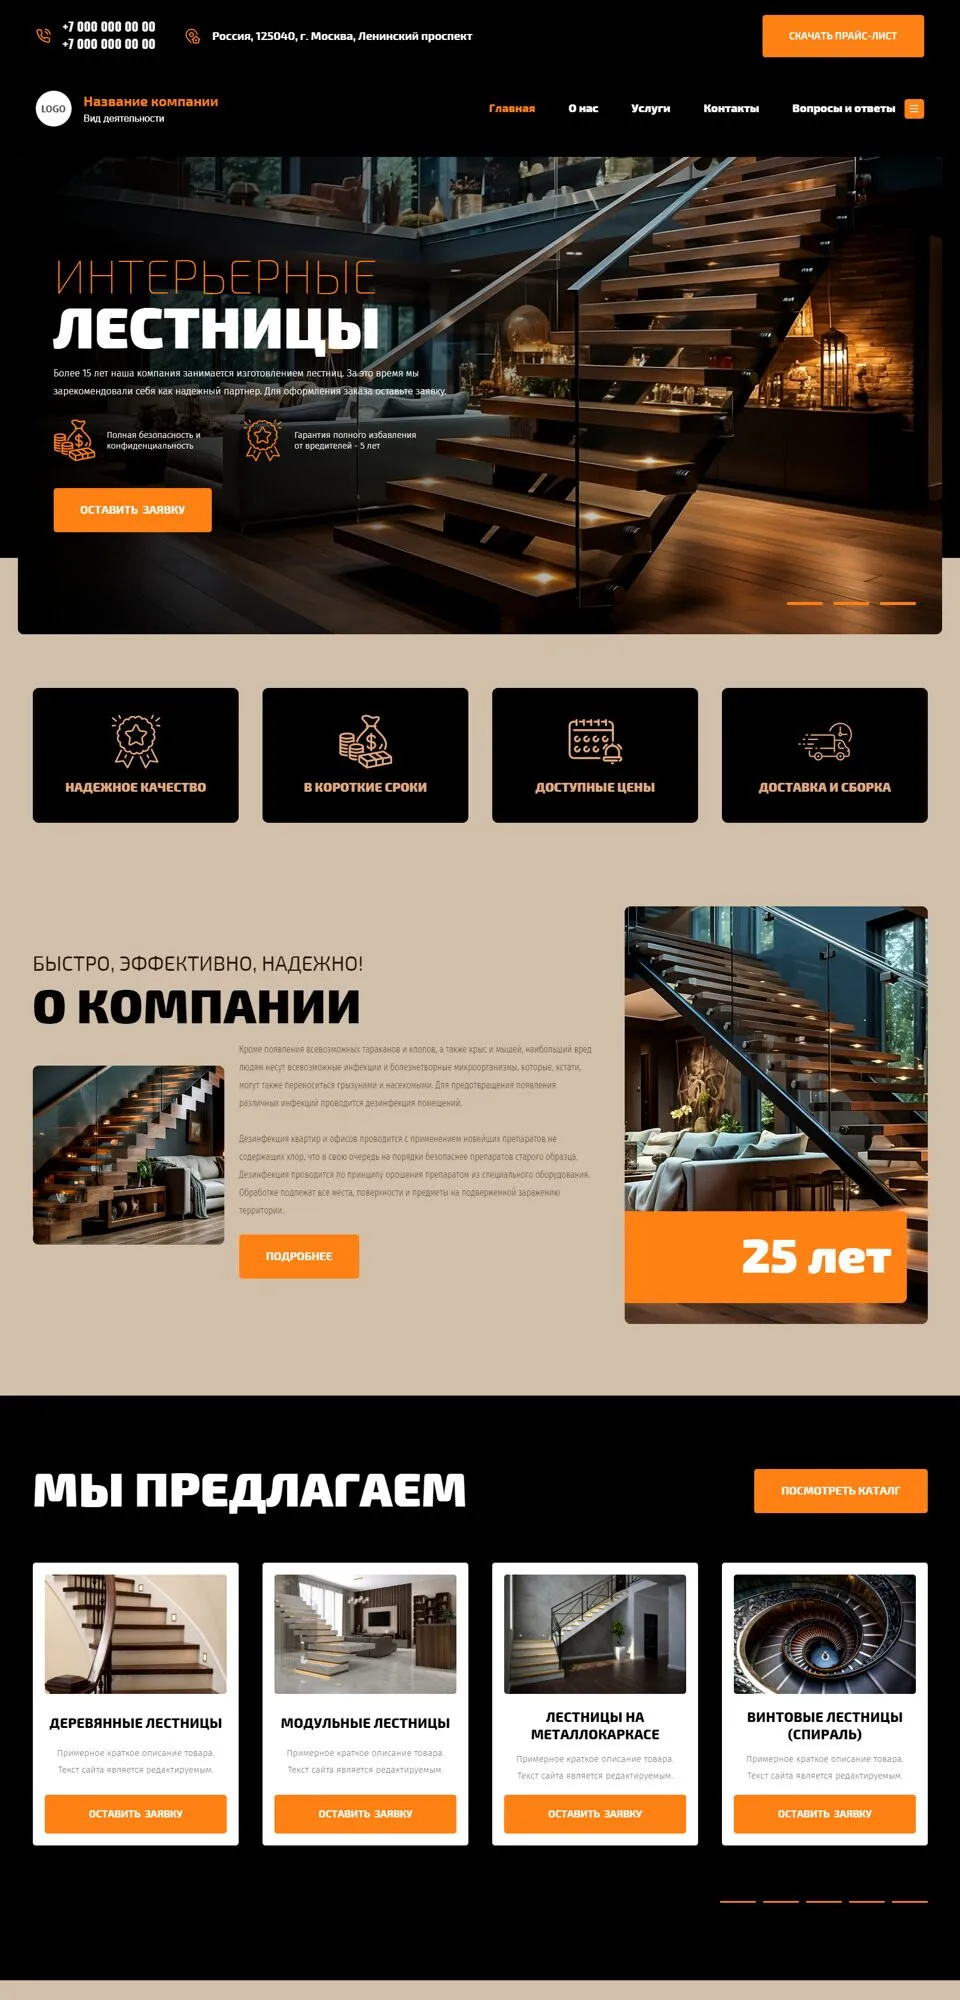 +7 000 000 00 00
+7 000 000 00 00
Россия, 125040, г. Москва, Ленинский проспект
СКАЧАТЬ ПРАЙС-ЛИСТ
LOGO
Название компании
Вид деятельности
Главная
О нас
Услуги
Контакты
Вопросы и ответы
ИНТЕРЬЕРНЫЕ
ЛЕСТНИЦЫ
Более 15 лет наша компания занимается изготовлением лестниц. За это время мы
зарекомендовали себя как надежный партнер. Для оформления заказа оставьте заявку.
Полная безопасность и
конфиденциальность
Гарантия полного избавления
от вредителей - 5 лет
ОСТАВИТЬ ЗАЯВКУ
НАДЕЖНОЕ КАЧЕСТВО
В КОРОТКИЕ СРОКИ
ДОСТУПНЫЕ ЦЕНЫ
ДОСТАВКА И СБОРКА
БЫСТРО, ЭФФЕКТИВНО, НАДЕЖНО!
О КОМПАНИИ
Кроме появления всевозможных тараканов и клопов, а также крыс и мышей, наибольший вред
людям несут всевозможные инфекции и болезнетворные микроорганизмы, которые, кстати,
могут также переноситься грызунами и насекомыми. Для предотвращения появления
различных инфекций проводится дезинфекция помещений.
Дезинфекция квартир и офисов проводится с применением новейших препаратов не
содержащих хлор, что в свою очередь на порядки безопаснее препаратов старого образца.
Дезинфекция проводится по принципу орошения препаратом из специального оборудования.
Обработке подлежат все места, поверхности и предметы на подверженной заражению
территории.
ПОДРОБНЕЕ
25 лет
МЫ ПРЕДЛАГАЕМ
ПОСМОТРЕТЬ КАТАЛГ
ДЕРЕВЯННЫЕ ЛЕСТНИЦЫ
Примерное краткое описание товара.
Текст сайта является редактируемым.
ОСТАВИТЬ ЗАЯВКУ
МОДУЛЬНЫЕ ЛЕСТНИЦЫ
Примерное краткое описание товара.
Текст сайта является редактируемым.
ОСТАВИТЬ ЗАЯВКУ
ЛЕСТНИЦЫ НА
МЕТАЛЛОКАРКАСЕ
Примерное краткое описание товара.
Текст сайта является редактируемым.
ОСТАВИТЬ ЗАЯВКУ
ВИНТОВЫЕ ЛЕСТНИЦЫ
(СПИРАЛЬ)
Примерное краткое описание товара.
Текст сайта является редактируемым.
ОСТАВИТЬ ЗАЯВКУ